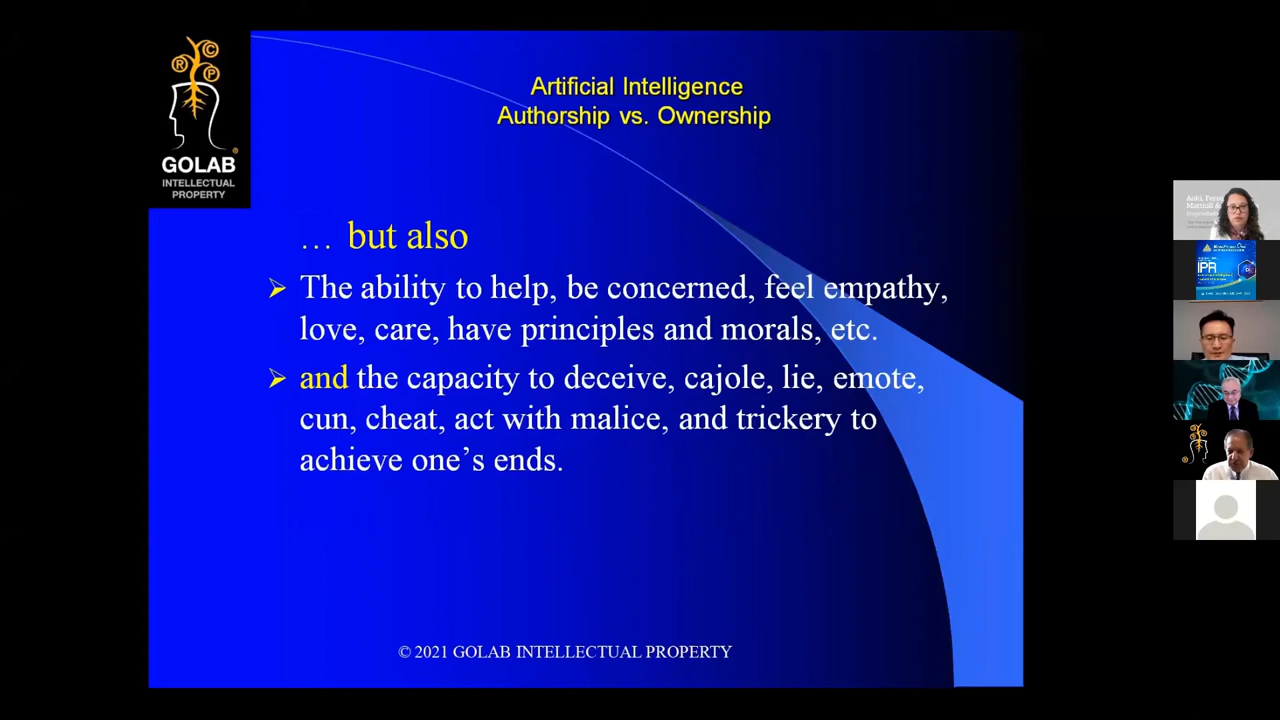 Artificial Intelligence
Authorship vs. Ownership
GOLAB
INTELLECTUAL
PROPERTY
… but also
➢ The ability to help, be concerned, feel empathy,
love, care, have principles and morals, etc.
➢ and the capacity to deceive, cajole, lie, emote,
cun, cheat, act with malice, and trickery to
achieve one’s ends.
© 2021 GOLAB INTELLECTUAL PROPERTY
IPR